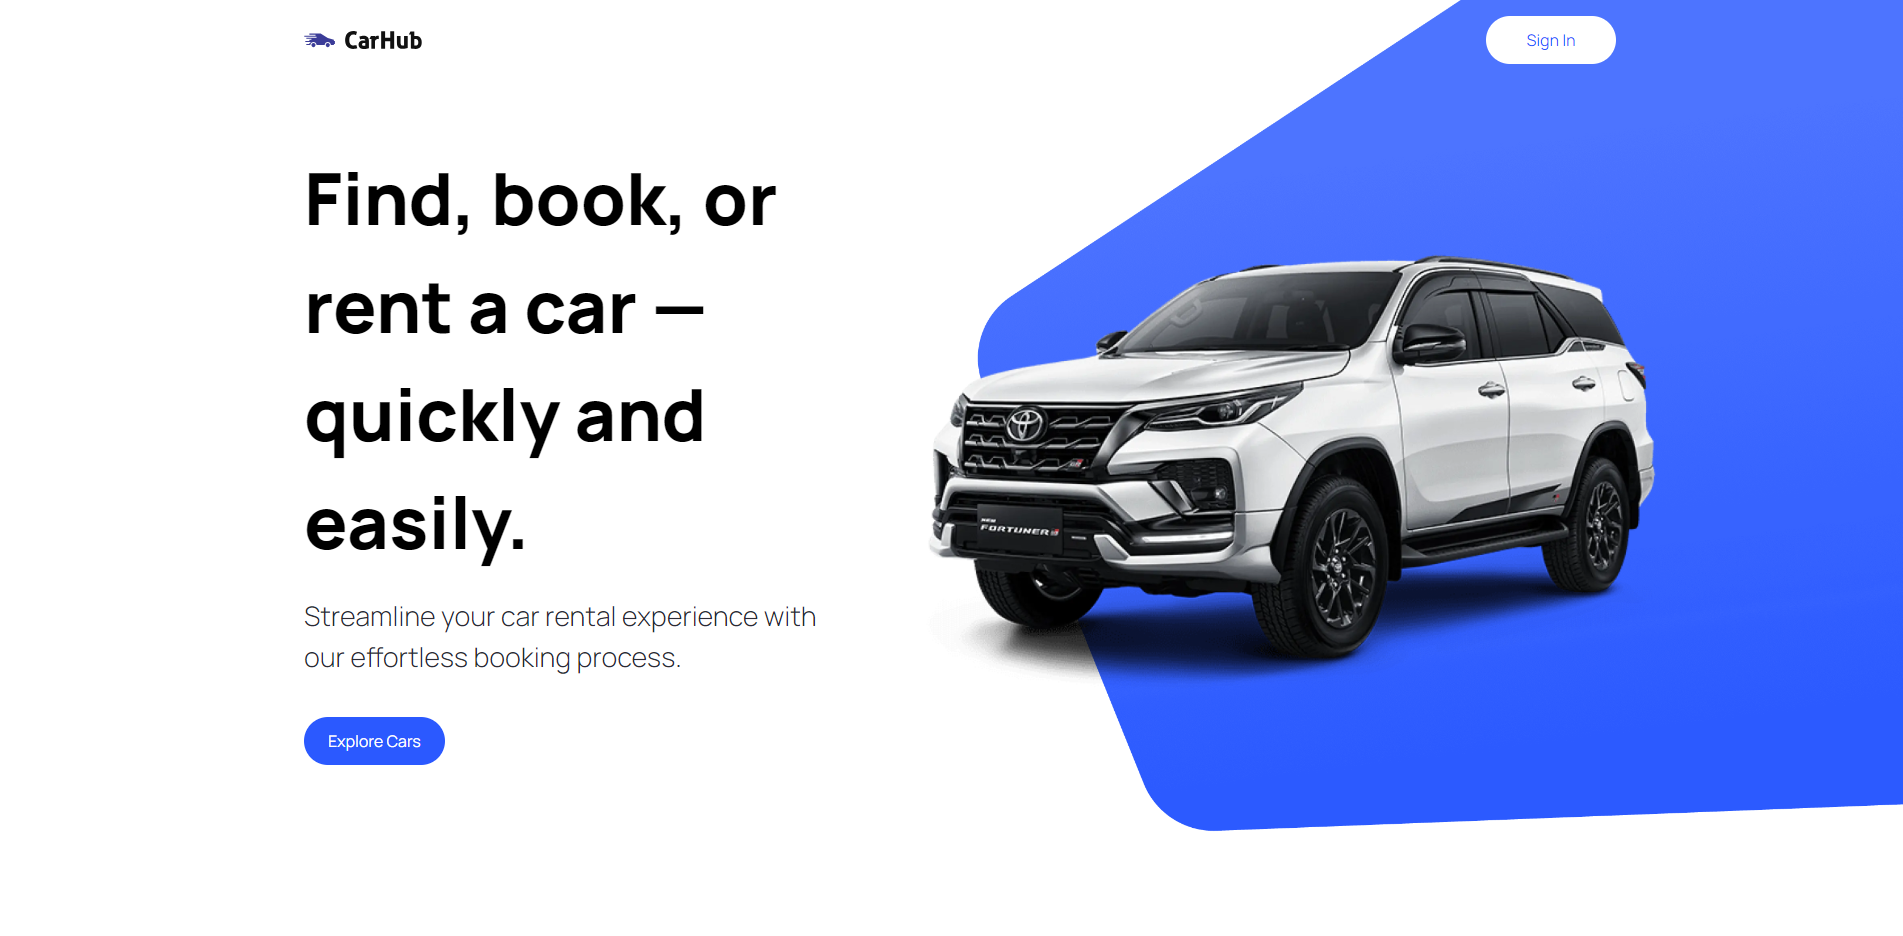 CarHub
Sign In
Find, book, or
rent a car —
quickly and
easily.
Streamline your car rental experience with
our effortless booking process.
Explore Cars
NEW
FORTUNER